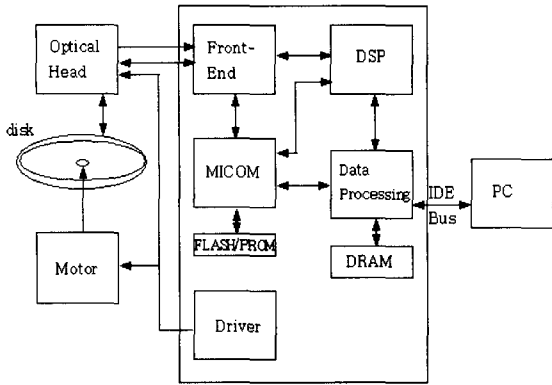 Optical
Head
Front-
End
DSP
disk
MICOM
Data
Processing
IDE
Bus
PC
FLASH/PROM
Motor
DRAM
Driver